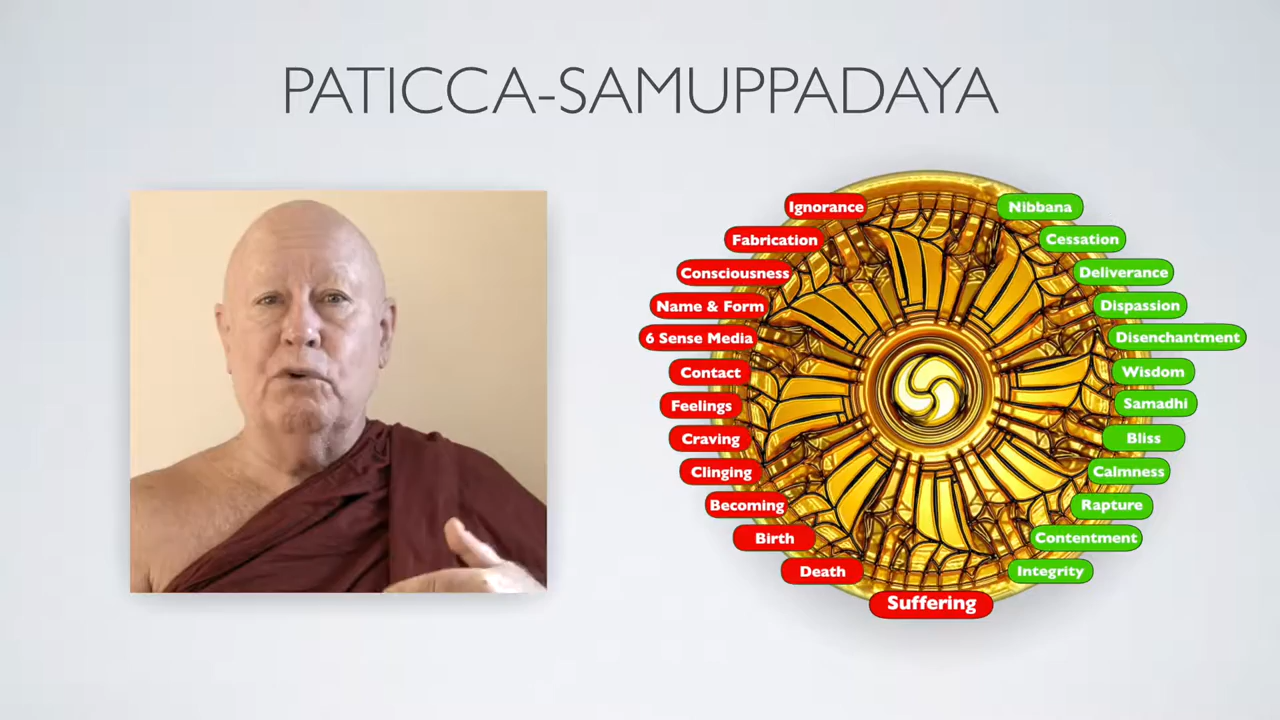 PATICCA-SAMUPPADAYA
Ignorance
Fabrication
Consciousness
Name & Form
6 Sense Media
Contact
Feelings
Craving
Clinging
Becoming
Birth
Death
Suffering
Nibbana
Cessation
Deliverance
Dispassion
Disenchantment
Wisdom
Samadhi
Bliss
Calmness
Rapture
Contentment
Integrity